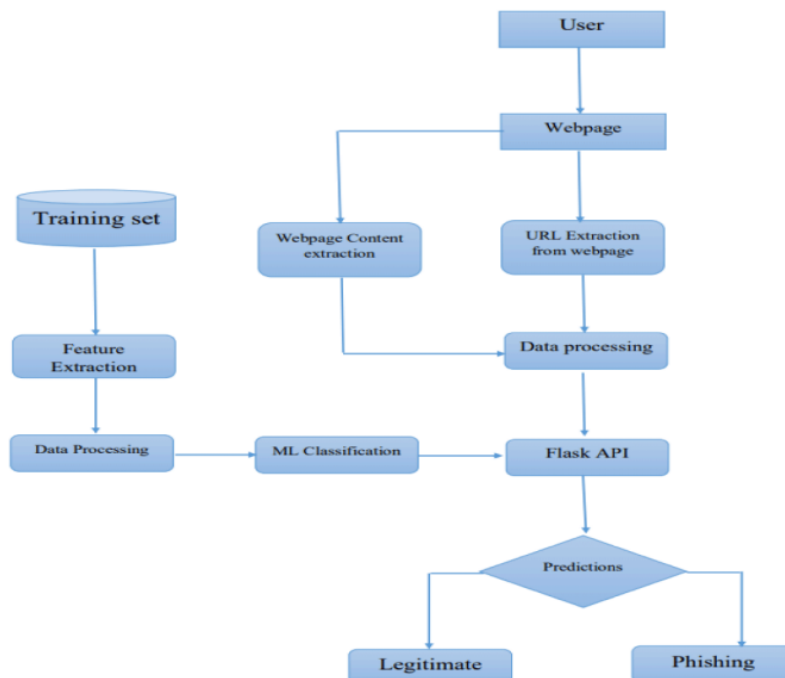 User
Webpage
Training set
Webpage Content
extraction
URL Extraction
from webpage
Feature
Extraction
Data processing
Data Processing
ML Classification
Flask API
Predictions
Legitimate
Phishing